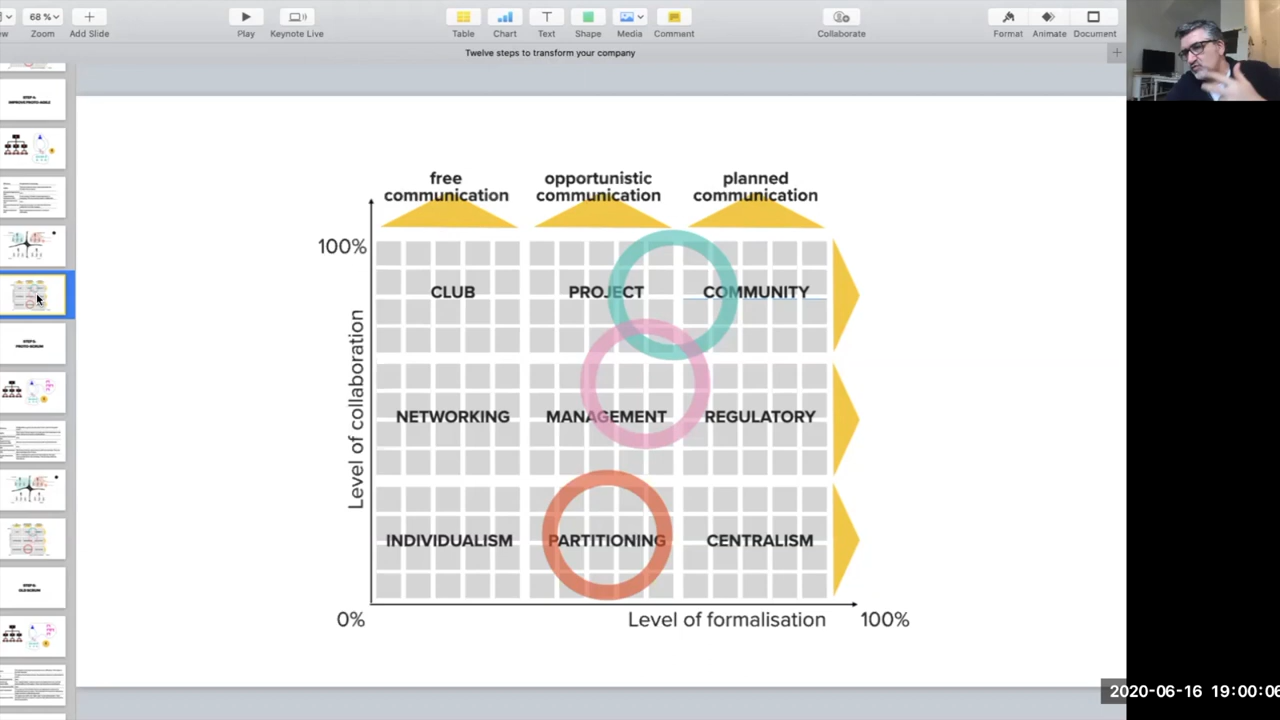 68 %
Zoom
Add Slide
Play
Keynote Live
Table
Chart
Text
Shape
Media
Comment
Collaborate
Format
Animate
Document
Twelve steps to transform your company
free
communication
opportunistic
communication
planned
communication
100%
CLUB
PROJECT
COMMUNITY
Level of collaboration
NETWORKING
MANAGEMENT
REGULATORY
INDIVIDUALISM
PARTITIONING
CENTRALISM
0%
Level of formalisation
100%
2020-06-16 19:00:06